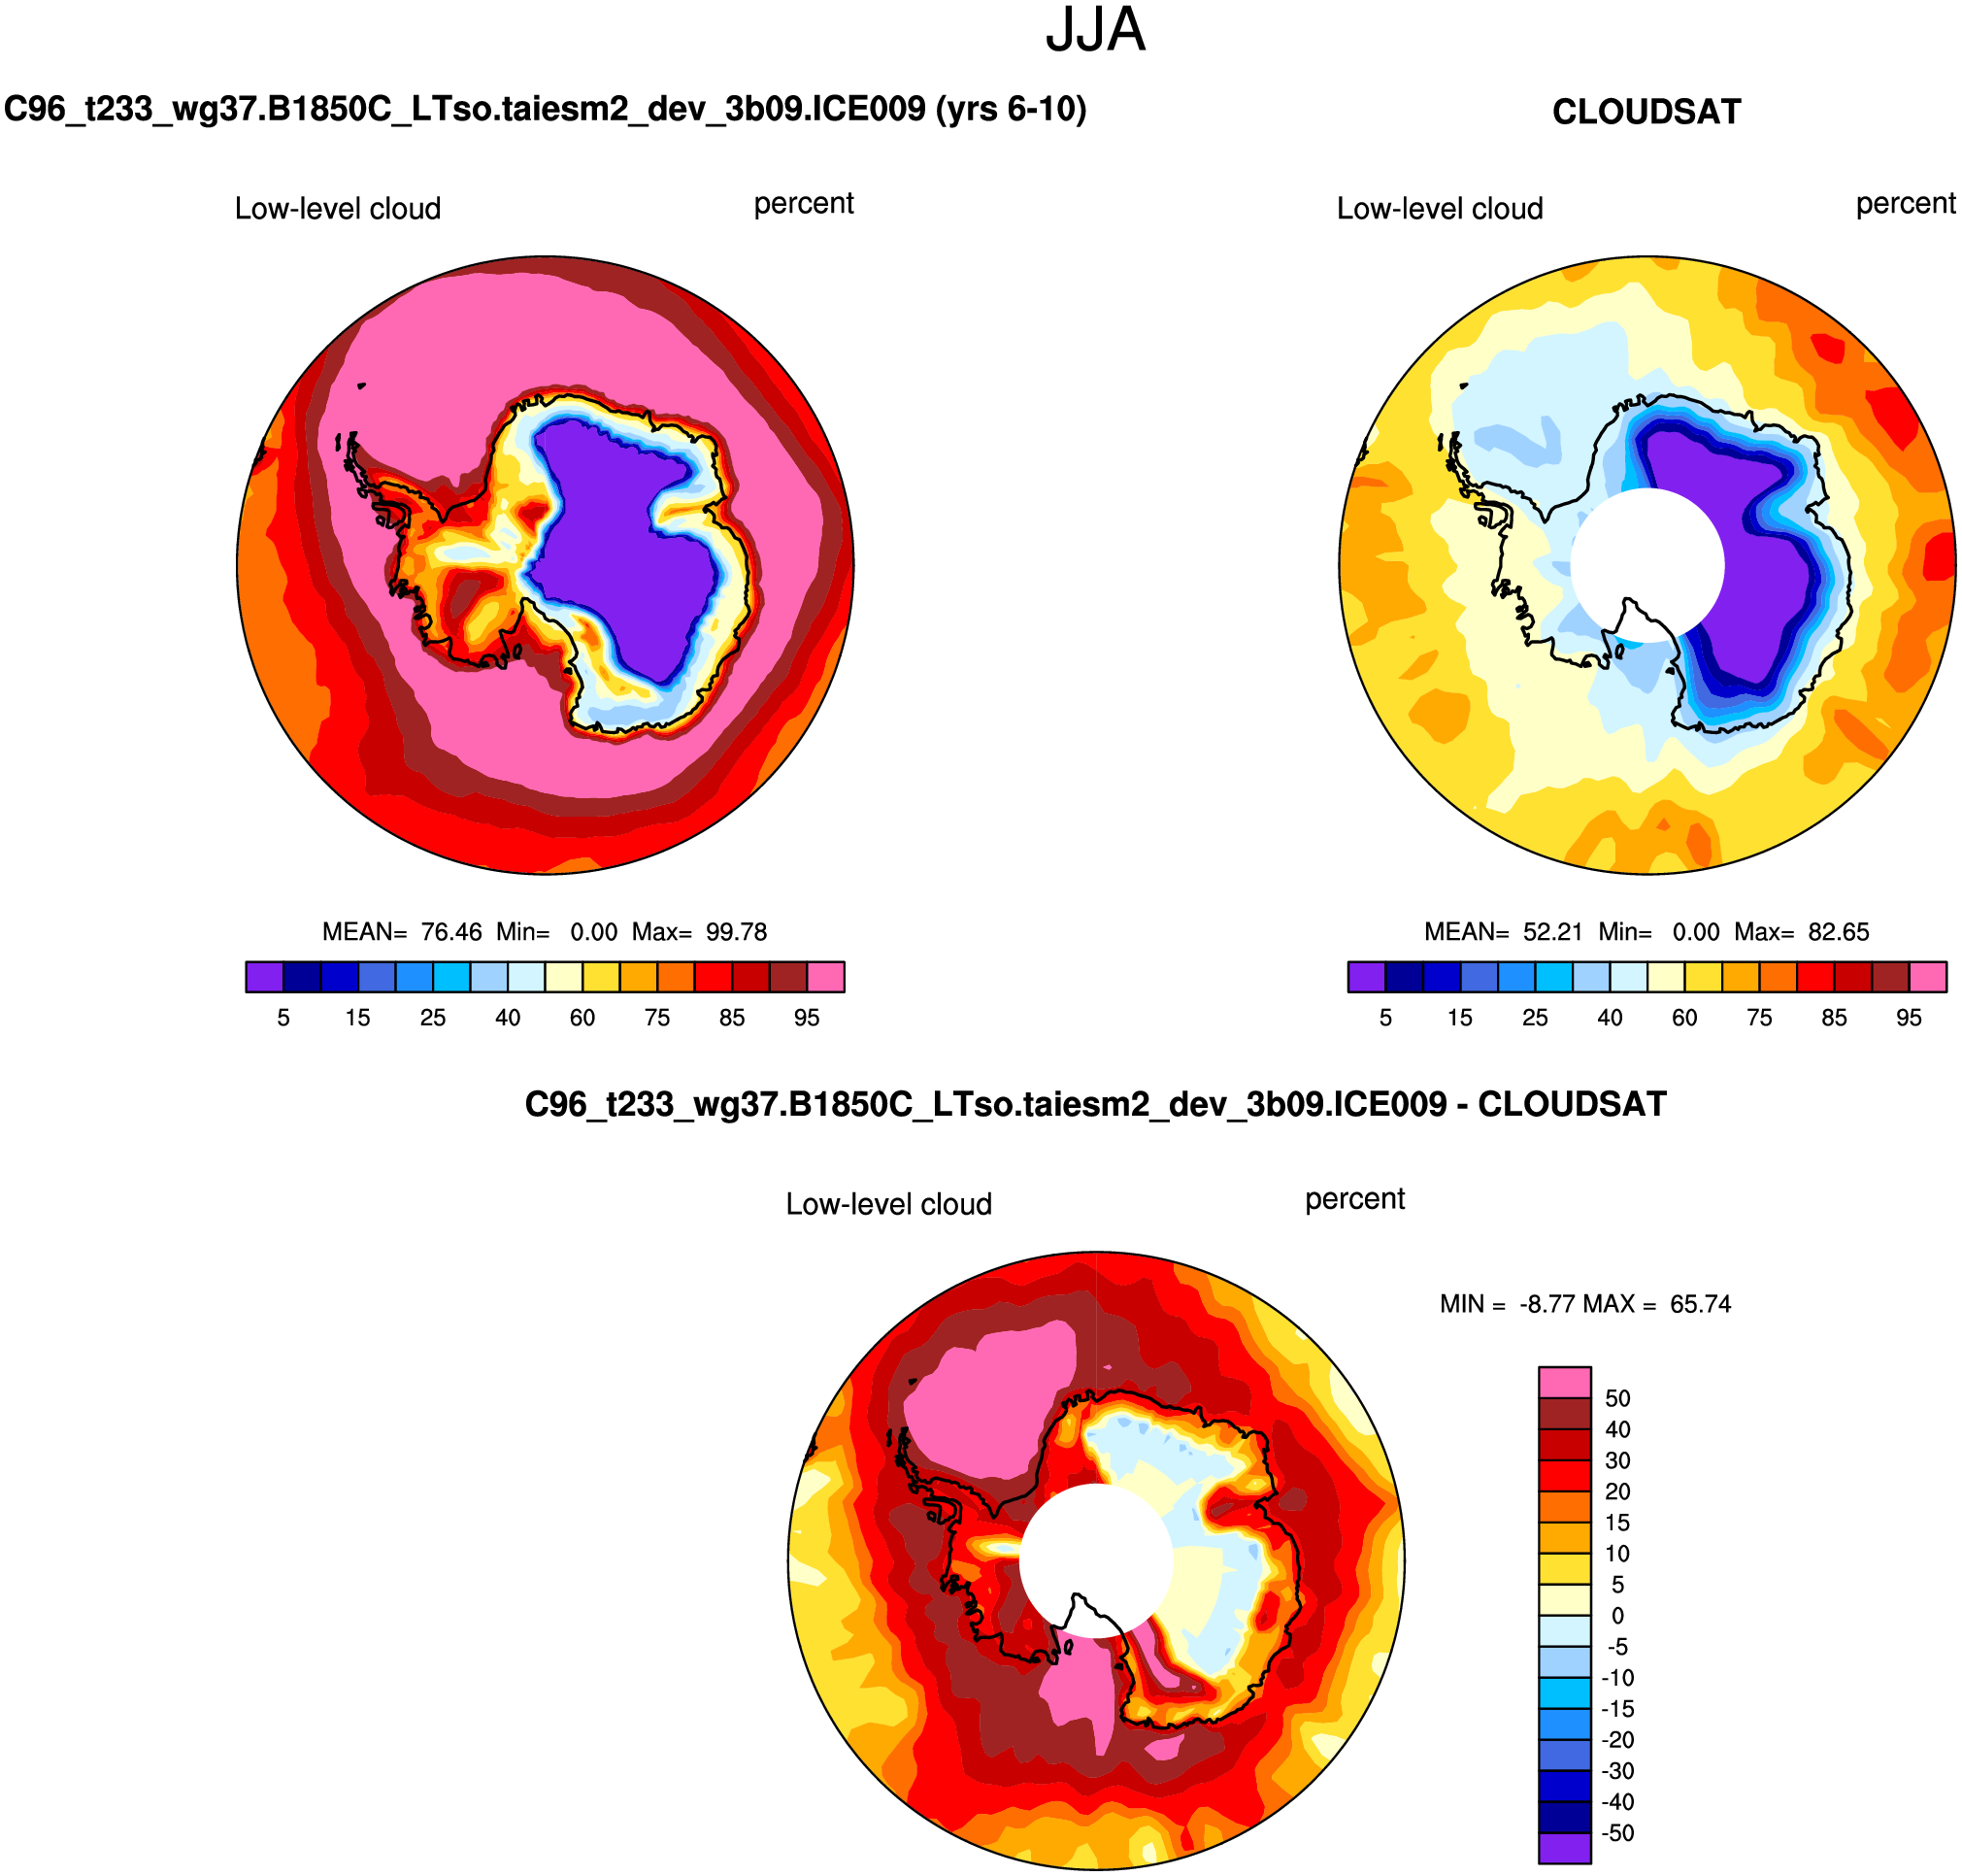 JJA
C96_t233_wg37.B1850C_LTso.taiesm2_dev_3b09.ICE009 (yrs 6-10)
CLOUDSAT
Low-level cloud percent
Low-level cloud percent
MEAN= 76.46 Min= 0.00 Max= 99.78
MEAN= 52.21 Min= 0.00 Max= 82.65
5 15 25 40 60 75 85 95
5 15 25 40 60 75 85 95
C96_t233_wg37.B1850C_LTso.taiesm2_dev_3b09.ICE009 - CLOUDSAT
Low-level cloud percent
MIN = -8.77 MAX = 65.74
50
40
30
20
15
10
5
0
-5
-10
-15
-20
-30
-40
-50